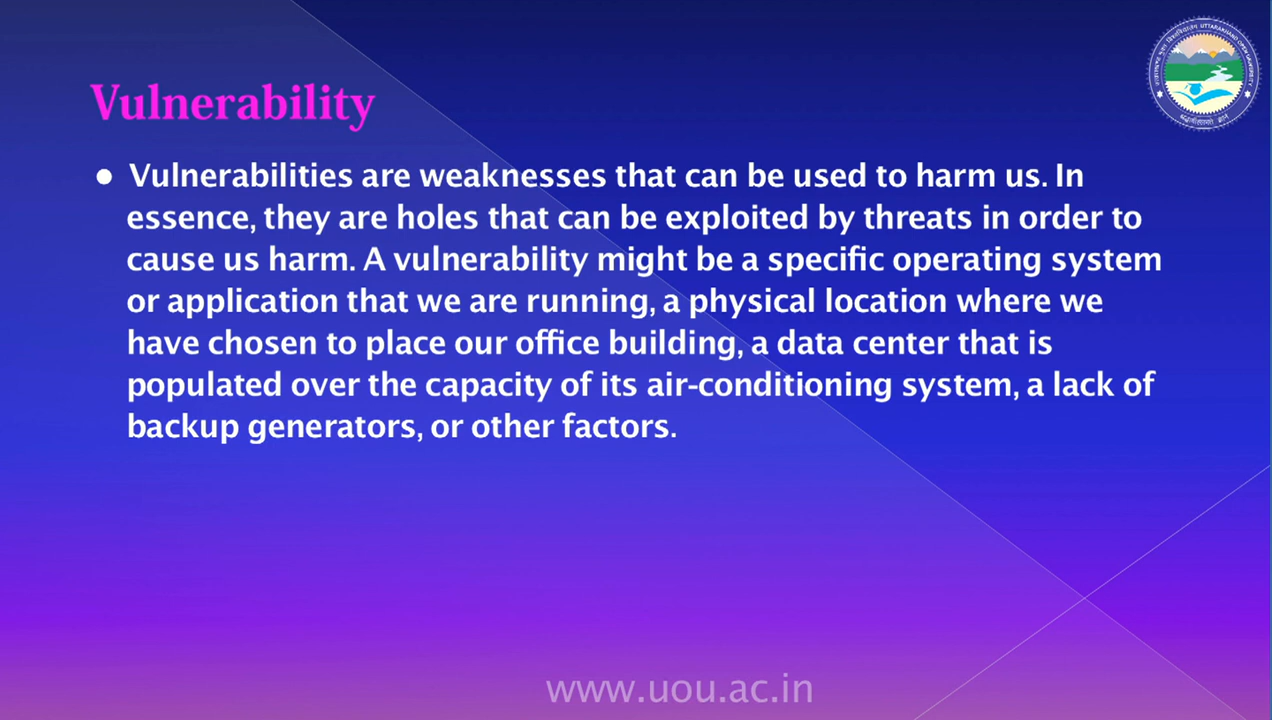 Vulnerability
• Vulnerabilities are weaknesses that can be used to harm us. In
essence, they are holes that can be exploited by threats in order to
cause us harm. A vulnerability might be a specific operating system
or application that we are running, a physical location where we
have chosen to place our office building, a data center that is
populated over the capacity of its air-conditioning system, a lack of
backup generators, or other factors.
UTTARAKHAND OPEN UNIVERSITY
www.uou.ac.in